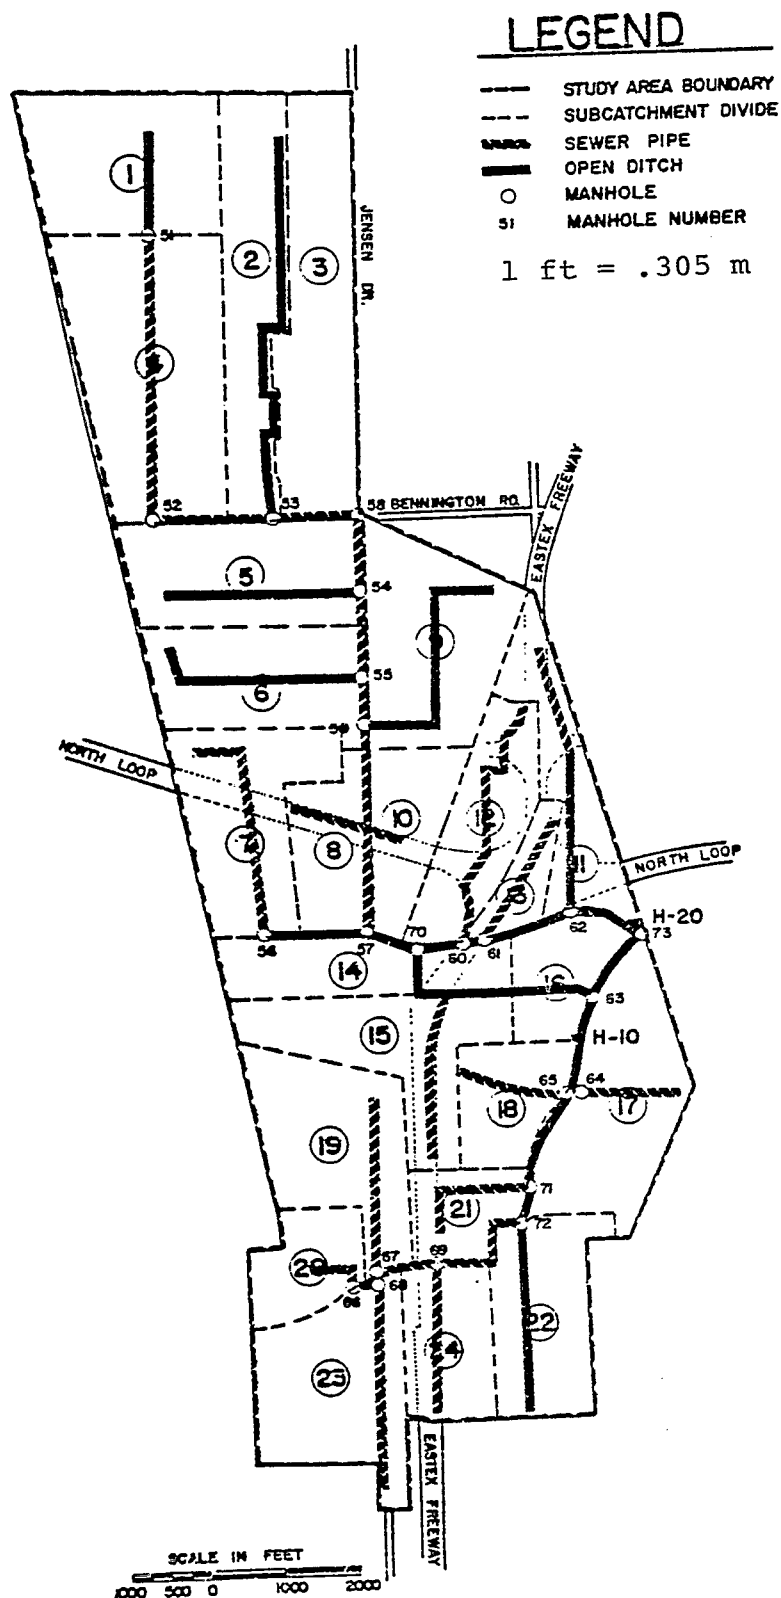 LEGEND
STUDY AREA BOUNDARY
SUBCATCHMENT DIVIDE
SEWER PIPE
OPEN DITCH
MANHOLE
51 MANHOLE NUMBER
1 ft = .305 m
1
51
2
3
JENSEN DR.
52
53
58 BENNINGTON RD.
EASTEX FREEWAY
5
54
9
55
6
NORTH LOOP
10
12
7
8
11
NORTH LOOP
H-20
62
73
56
57
70
60
61
14
16
63
15
H-10
65
64
18
17
19
71
21
72
67
69
20
66
68
22
23
EASTEX FREEWAY
SCALE IN FEET
1000 500 0 1000 2000